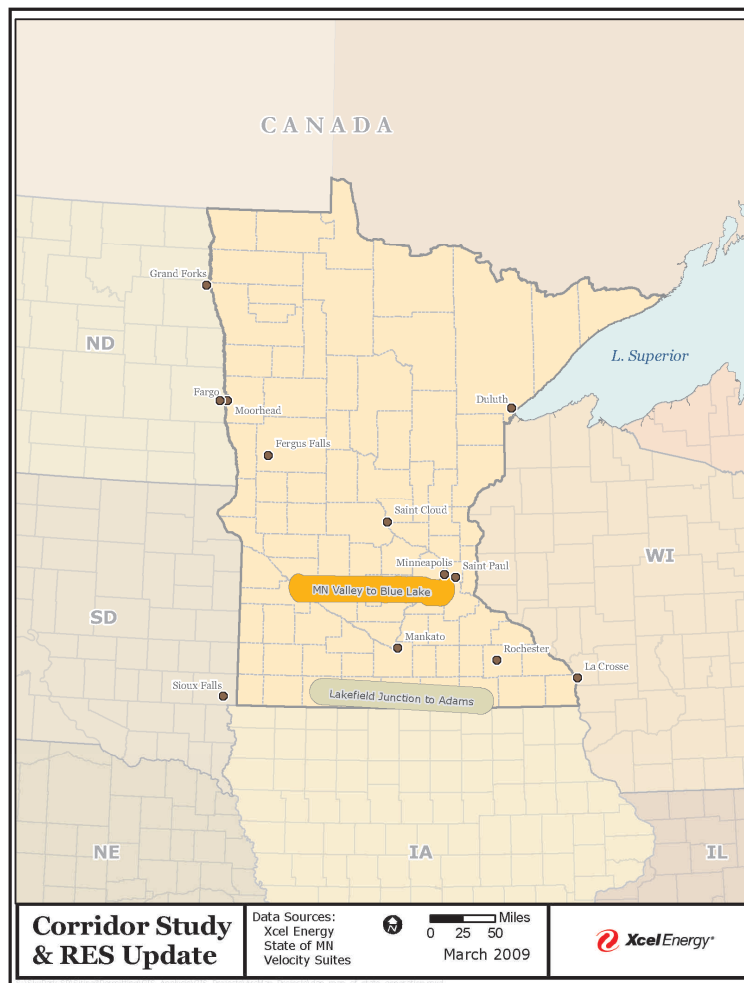 CANADA
Grand Forks
ND
L. Superior
Fargo
Moorhead
Duluth
Fergus Falls
Saint Cloud
WI
Minneapolis
Saint Paul
MN Valley to Blue Lake
SD
Mankato
Rochester
La Crosse
Sioux Falls
Lakefield Junction to Adams
NE
IA
IL
Corridor Study
& RES Update
Data Sources:
Xcel Energy
State of MN
Velocity Suites
N
Miles
0 25 50
March 2009
Xcel Energy®